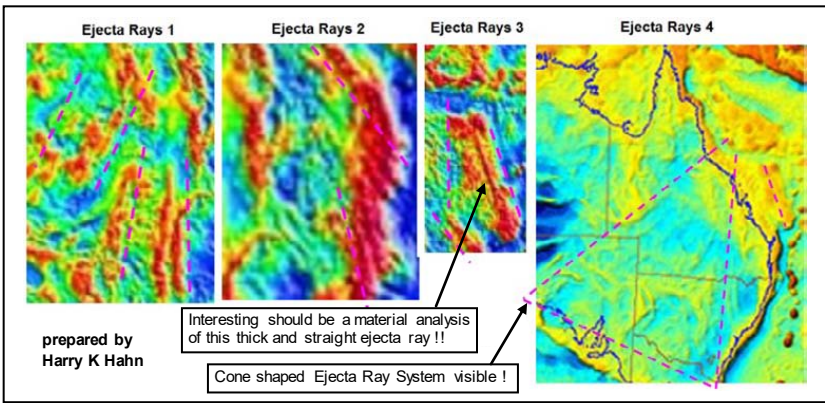 Ejecta Rays 1
Ejecta Rays 2
Ejecta Rays 3
Ejecta Rays 4
Interesting should be a material analysis
of this thick and straight ejecta ray !!
prepared by
Harry K Hahn
Cone shaped Ejecta Ray System visible !